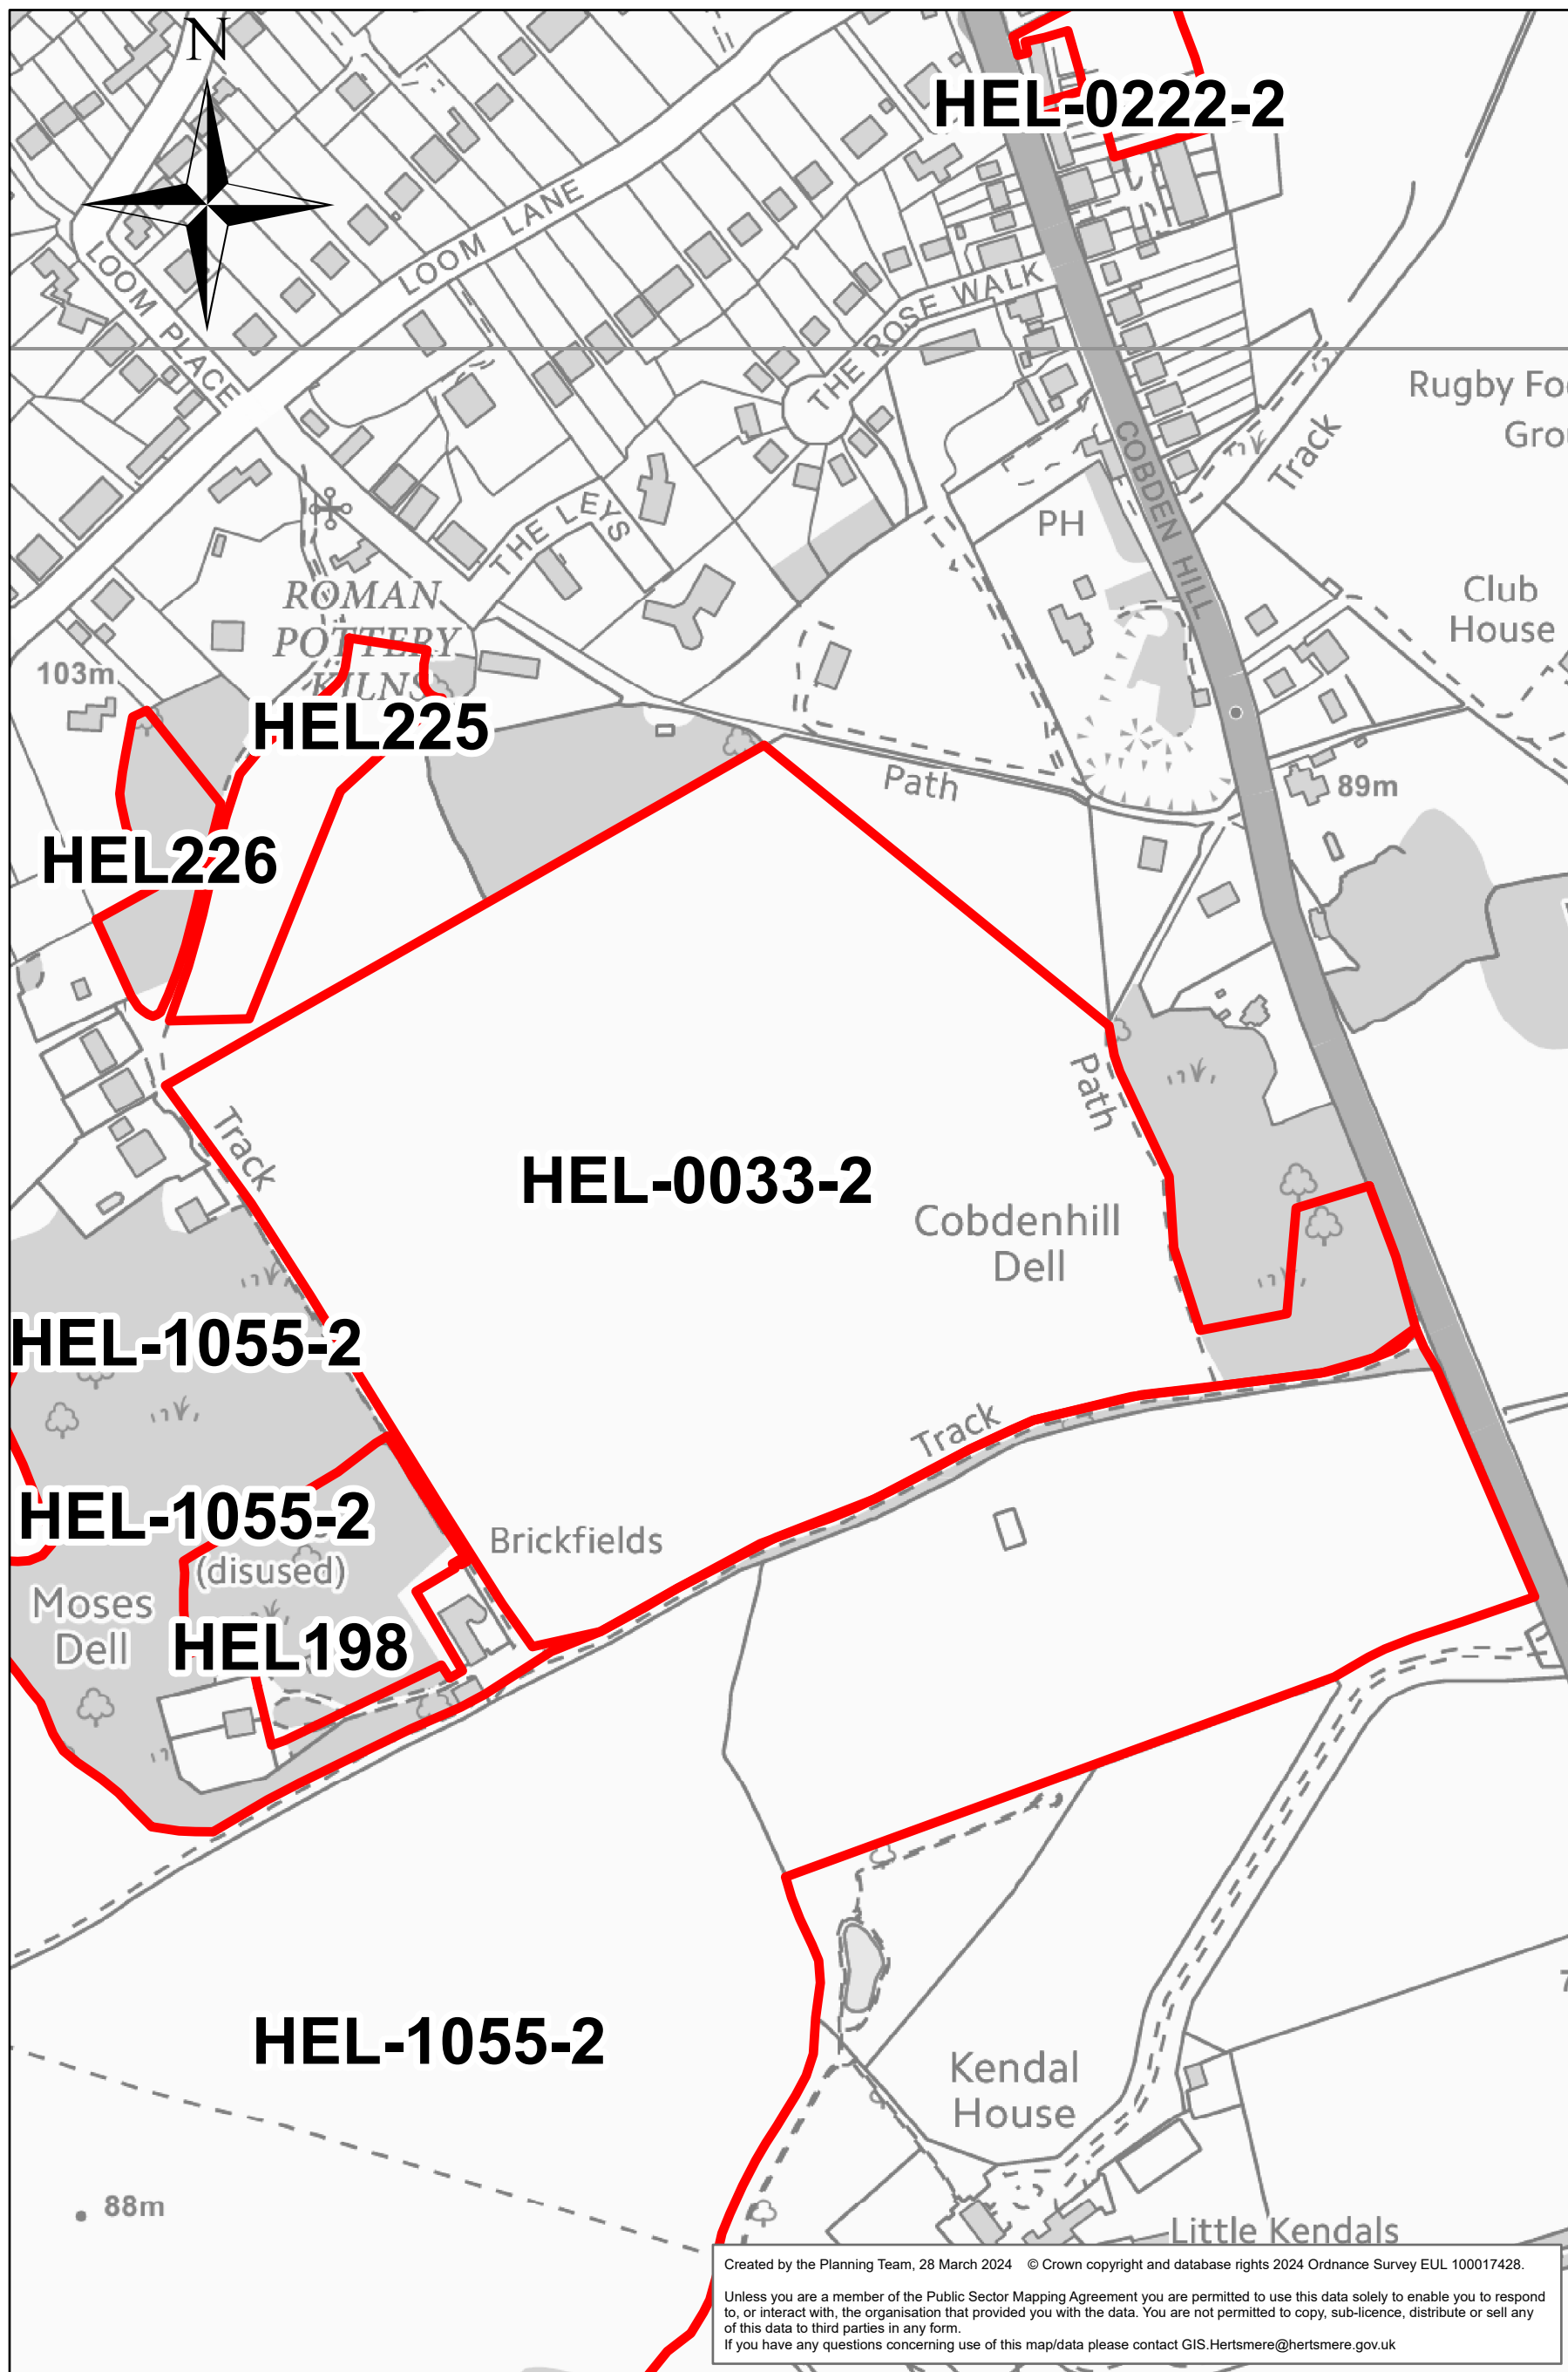 N
HEL-0222-2
LOOM LANE
LOOM PLACE
THE ROSE WALK
COBDEN HILL
Track
PH
THE LEYS
Club
House
ROMAN
POTTERY
KILNS
103m
HEL225
Path
89m
HEL226
Path
Track
HEL-0033-2
Cobdenhill
Dell
HEL-1055-2
Track
HEL-1055-2
(disused)
Brickfields
Moses
Dell
HEL198
HEL-1055-2
Kendal
House
88m
Little Kendals
Rugby Fo
Gro
Created by the Planning Team, 28 March 2024 © Crown copyright and database rights 2024 Ordnance Survey EUL 100017428.
Unless you are a member of the Public Sector Mapping Agreement you are permitted to use this data solely to enable you to respond
to, or interact with, the organisation that provided you with the data. You are not permitted to copy, sub-licence, distribute or sell any
of this data to third parties in any form.
If you have any questions concerning use of this map/data please contact GIS.Hertsmere@hertsmere.gov.uk